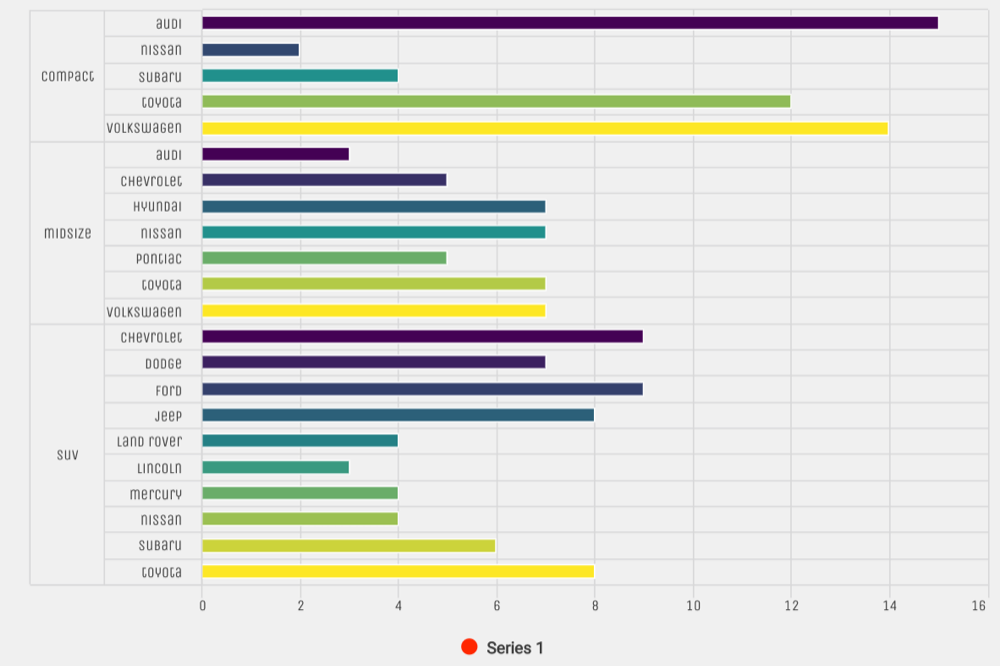 compact
audi
nissan
subaru
toyota
volkswagen
midsize
audi
chevrolet
hyundai
nissan
pontiac
toyota
volkswagen
suv
chevrolet
dodge
ford
jeep
land rover
lincoln
mercury
nissan
subaru
toyota
0 2 4 6 8 10 12 14 16
Series 1